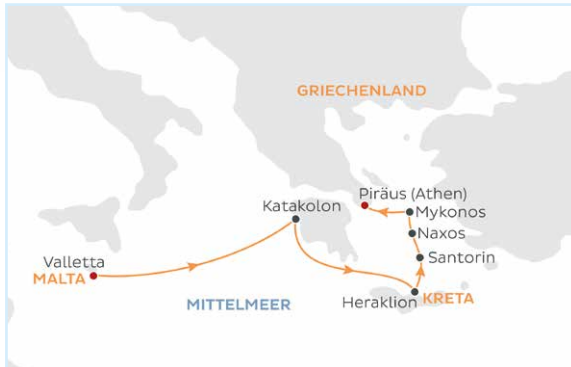 GRIECHENLAND
Piräus (Athen)
Katakolon
Mykonos
Naxos
Santorin
Valletta
MALTA
Heraklion
KRETA
MITTELMEER